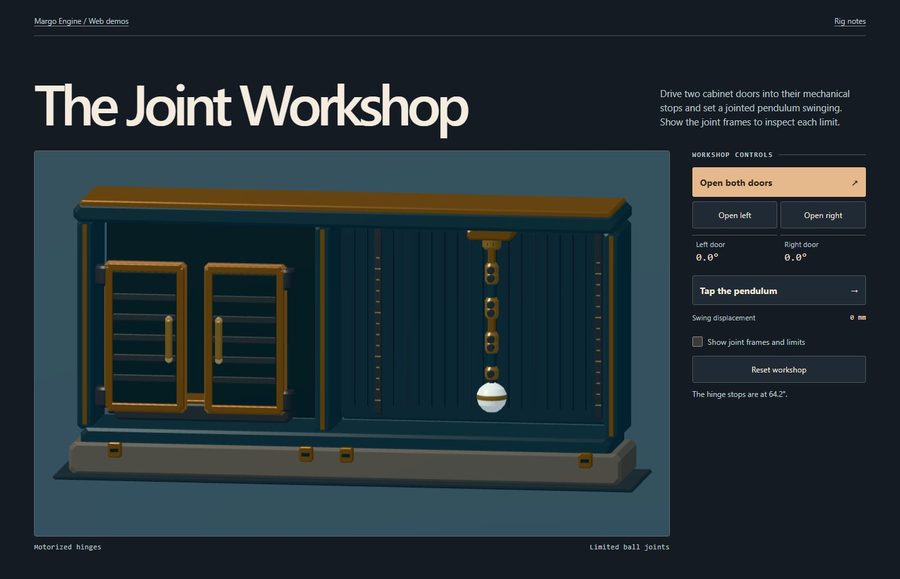 Margo Engine / Web demos
Rig notes
The Joint Workshop
Drive two cabinet doors into their mechanical
stops and set a jointed pendulum swinging.
Show the joint frames to inspect each limit.
WORKSHOP CONTROLS
Open both doors ↗
Open left
Open right
Left door
Right door
0.0°
0.0°
Tap the pendulum →
Swing displacement
0 mm
Show joint frames and limits
Reset workshop
The hinge stops are at 64.2°.
Motorized hinges
Limited ball joints